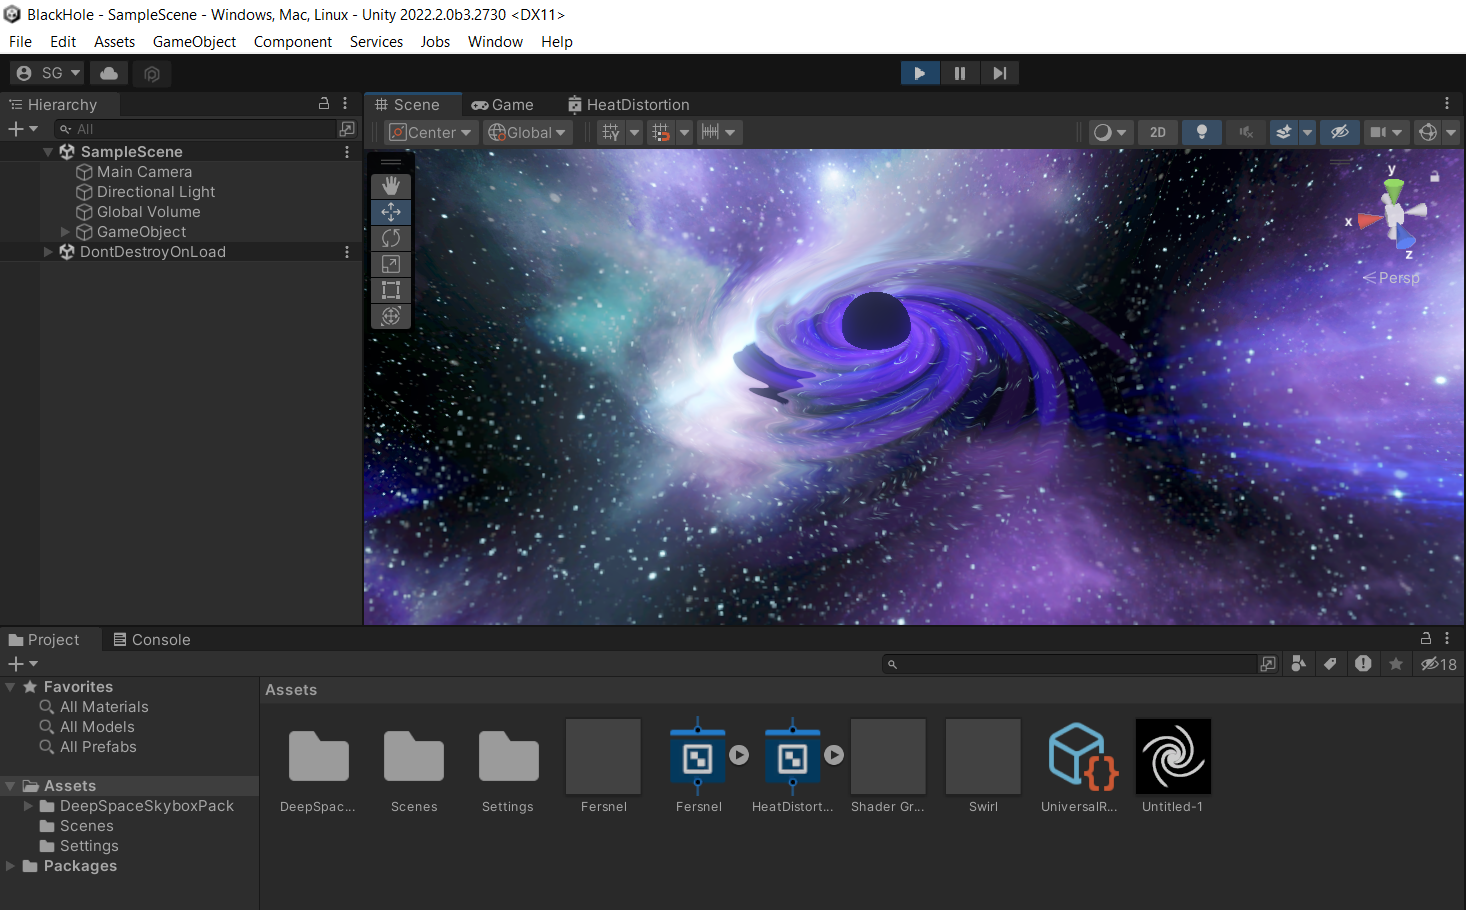 BlackHole - SampleScene - Windows, Mac, Linux - Unity 2022.2.0b3.2730 <DX11>
File Edit Assets GameObject Component Services Jobs Window Help
SG
Hierarchy
Scene Game HeatDistortion
All
Center Global 2D
SampleScene
Main Camera
Directional Light
Global Volume
GameObject
DontDestroyOnLoad
y
x
z
Persp
Project Console
18
Favorites
All Materials
All Models
All Prefabs
Assets
DeepSpaceSkyboxPack
Scenes
Settings
Packages
Assets
DeepSpac... Scenes Settings Fersnel Fersnel HeatDistort... Shader Gr... Swirl UniversalR... Untitled-1